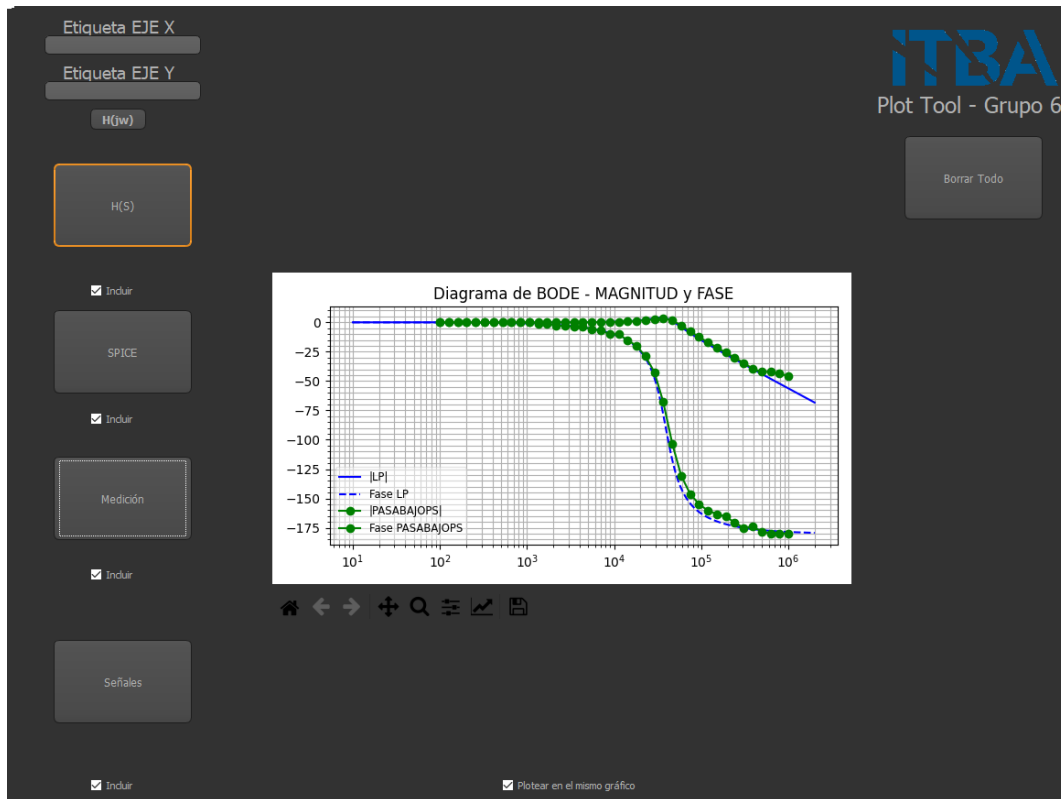 Etiqueta EJE X
Etiqueta EJE Y
H(jw)
H(S)
Incluir
SPICE
Incluir
Medición
Incluir
Señales
Incluir
iTBA
Plot Tool - Grupo 6
Borrar Todo
Diagrama de BODE - MAGNITUD y FASE
0
−25
−50
−75
−100
−125
−150
−175
|LP|
Fase LP
|PASABAJOPS|
Fase PASABAJOPS
10¹ 10² 10³ 10⁴ 10⁵ 10⁶
Plotear en el mismo gráfico